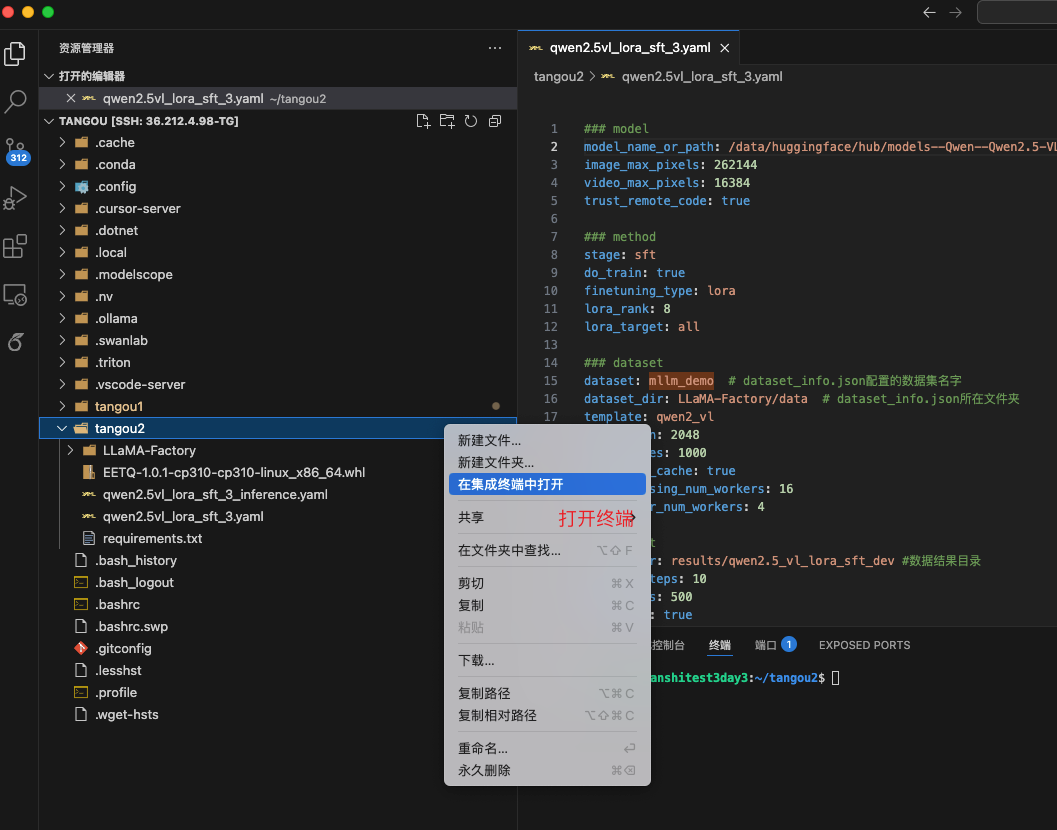 资源管理器
打开的编辑器
qwen2.5vl_lora_sft_3.yaml ~/tangou2
TANGOU [SSH: 36.212.4.98-TG]
312
.cache
.conda
.config
.cursor-server
.dotnet
.local
.modelscope
.nv
.ollama
.swanlab
.triton
.vscode-server
tangou1
tangou2
LLaMA-Factory
EETQ-1.0.1-cp310-cp310-linux_x86_64.whl
qwen2.5vl_lora_sft_3_inference.yaml
qwen2.5vl_lora_sft_3.yaml
requirements.txt
.bash_history
.bash_logout
.bashrc
.bashrc.swp
.gitconfig
.lesshst
.profile
.wget-hsts
新建文件...
新建文件夹...
在集成终端中打开
共享
打开终端
在文件夹中查找... ⌥⇧F
剪切 ⌘X
复制 ⌘C
粘贴 ⌘V
下载...
复制路径 ⌥⌘C
复制相对路径 ⌥⇧⌘C
重命名... ⏎
永久删除 ⌘⌫
qwen2.5vl_lora_sft_3.yaml
tangou2 > qwen2.5vl_lora_sft_3.yaml
1 ### model
2 model_name_or_path: /data/huggingface/hub/models--Qwen--Qwen2.5-VL
3 image_max_pixels: 262144
4 video_max_pixels: 16384
5 trust_remote_code: true
6
7 ### method
8 stage: sft
9 do_train: true
10 finetuning_type: lora
11 lora_rank: 8
12 lora_target: all
13
14 ### dataset
15 dataset: mllm_demo # dataset_info.json配置的数据集名字
16 dataset_dir: LLaMA-Factory/data # dataset_info.json所在文件夹
17 template: qwen2_vl
n: 2048
es: 1000
_cache: true
sing_num_workers: 16
r_num_workers: 4
t
r: results/qwen2.5_vl_lora_sft_dev #数据结果目录
teps: 10
s: 500
: true
控制台 终端 端口 1 EXPOSED PORTS
anshitest3day3:~/tangou2$